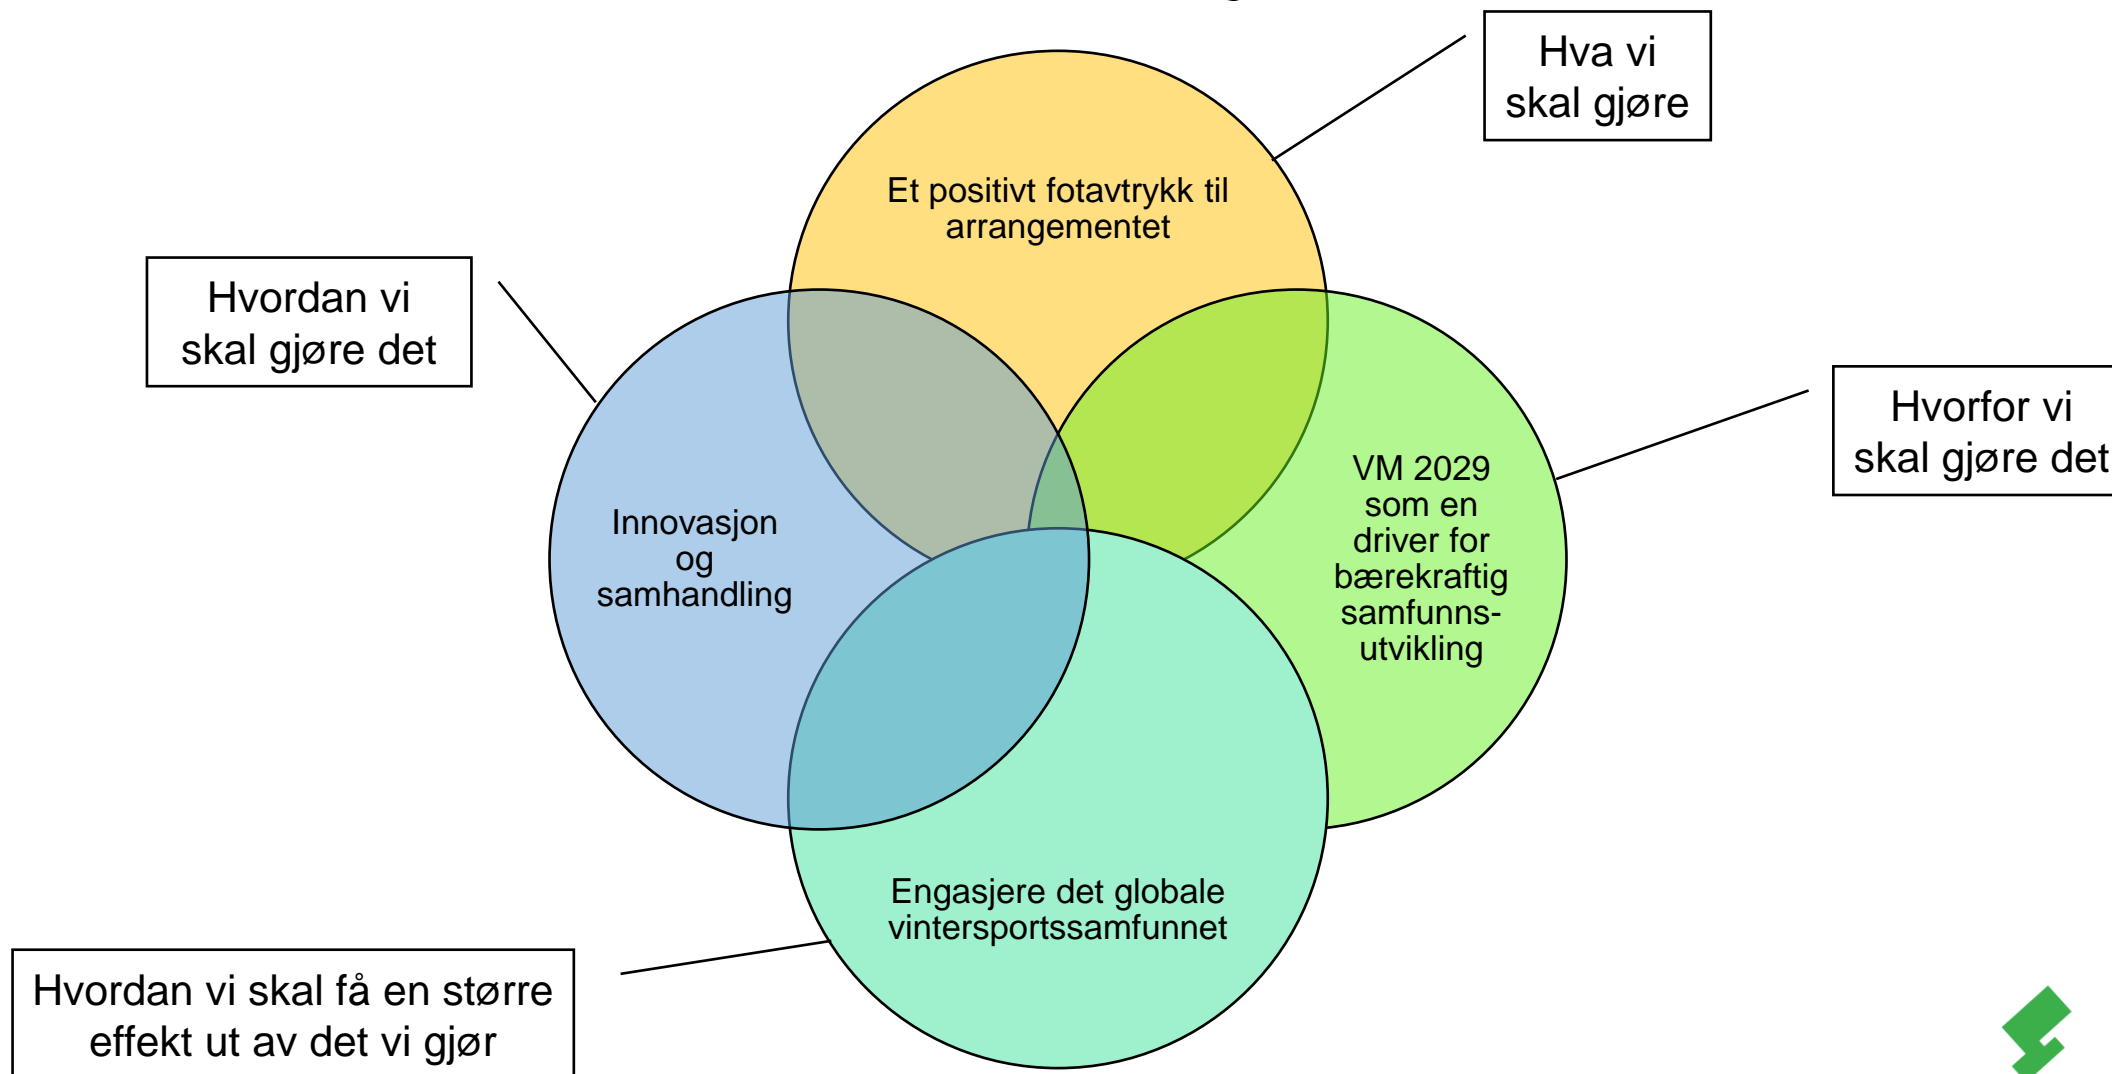 Hva vi
skal gjøre
Et positivt fotavtrykk til
arrangementet
Hvordan vi
skal gjøre det
Hvorfor vi
skal gjøre det
VM 2029
som en
driver for
bærekraftig
samfunns-
utvikling
Innovasjon
og
samhandling
Engasjere det globale
vintersportssamfunnet
Hvordan vi skal få en større
effekt ut av det vi gjør